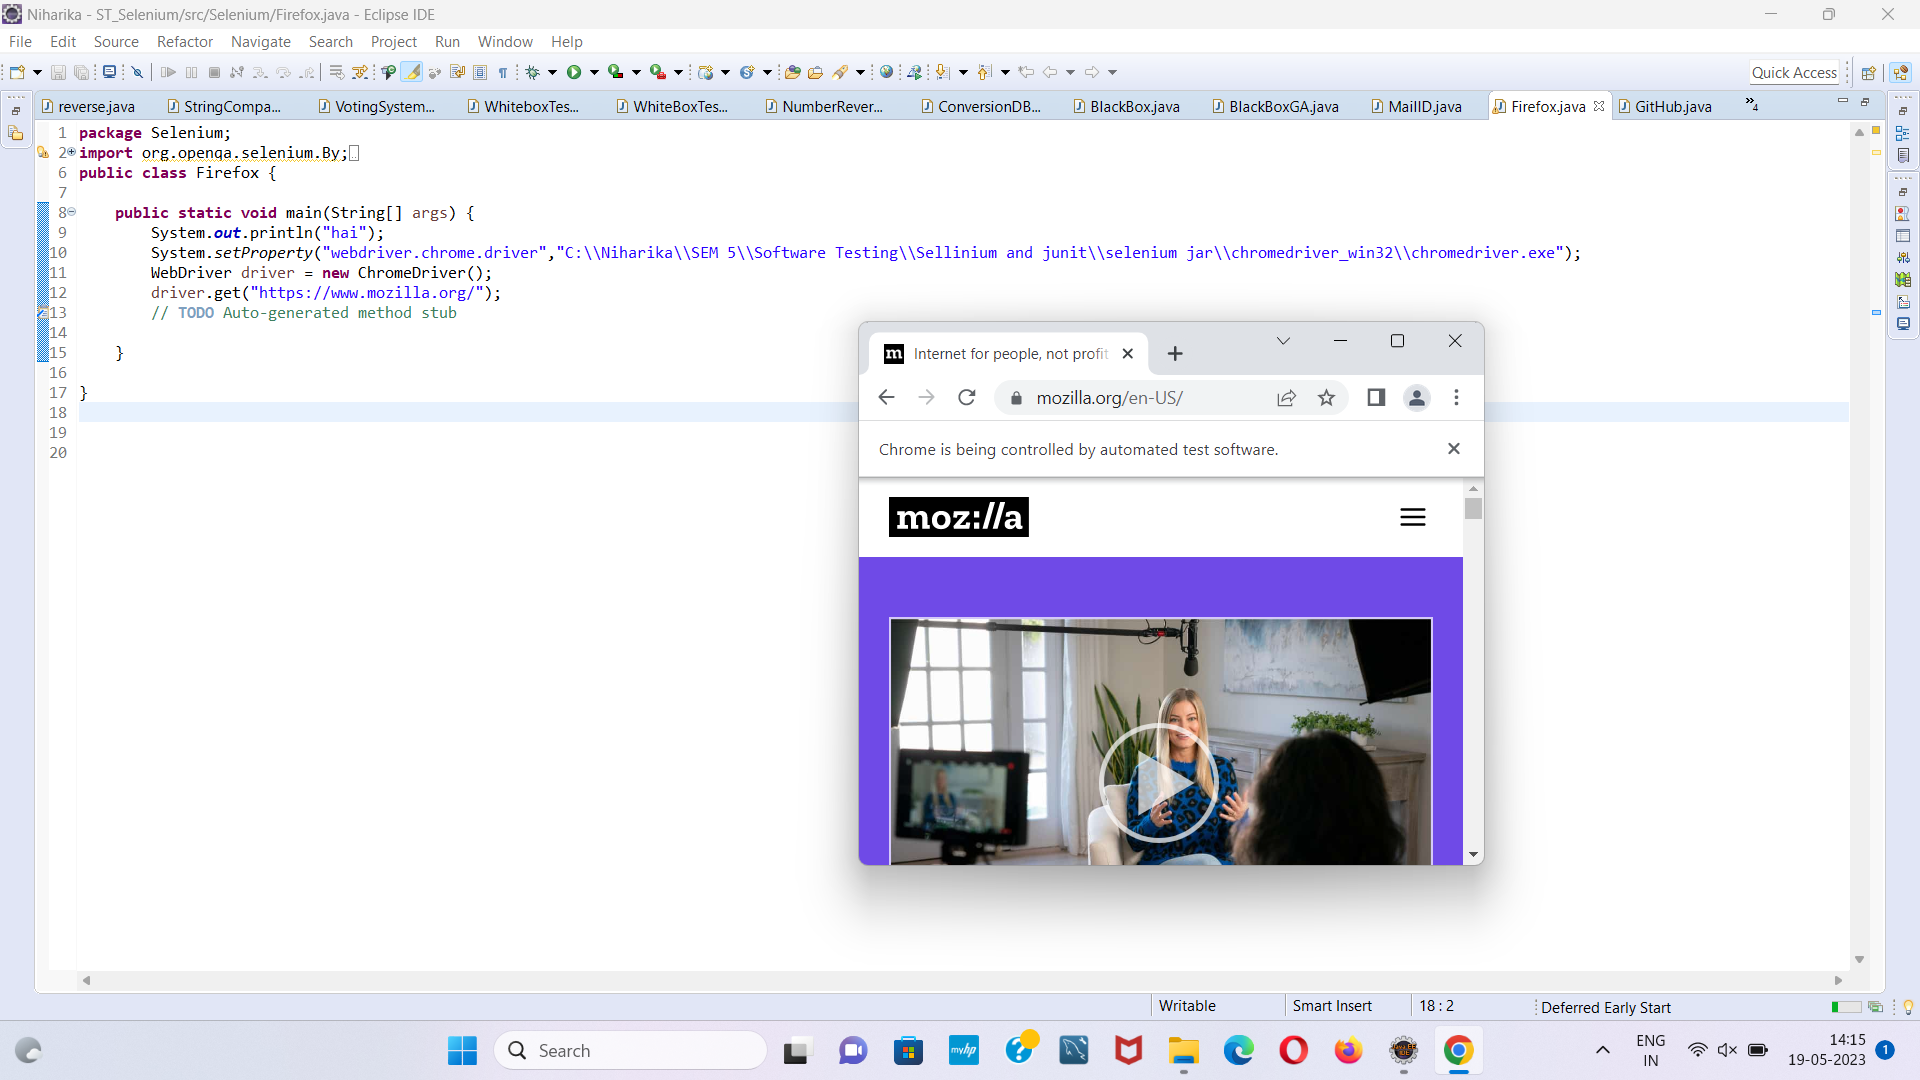 Niharika - ST_Selenium/src/Selenium/Firefox.java - Eclipse IDE
File Edit Source Refactor Navigate Search Project Run Window Help
Quick Access
reverse.java StringCompa... VotingSystem... WhiteboxTes... WhiteBoxTes... NumberRever... ConversionDB... BlackBox.java BlackBoxGA.java MailID.java Firefox.java GitHub.java »4
1 package Selenium;
2 import org.openqa.selenium.By;
6 public class Firefox {
7
8 public static void main(String[] args) {
9 System.out.println("hai");
10 System.setProperty("webdriver.chrome.driver","C:\\Niharika\\SEM 5\\Software Testing\\Sellinium and junit\\selenium jar\\chromedriver_win32\\chromedriver.exe");
11 WebDriver driver = new ChromeDriver();
12 driver.get("https://www.mozilla.org/");
13 // TODO Auto-generated method stub
14
15 }
16
17 }
18
19
20
m Internet for people, not profit
mozilla.org/en-US/
Chrome is being controlled by automated test software.
moz://a
Writable Smart Insert 18 : 2 Deferred Early Start
Search
myhp
ENG
IN
14:15
19-05-2023
1